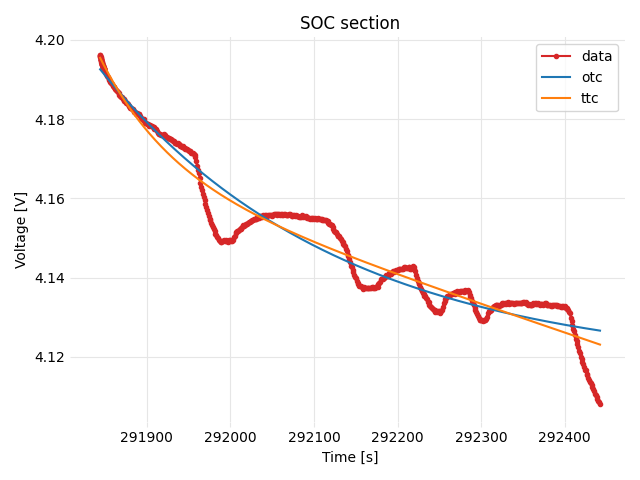 SOC section
4.20
4.18
4.16
4.14
4.12
Voltage [V]
data
otc
ttc
291900 292000 292100 292200 292300 292400
Time [s]